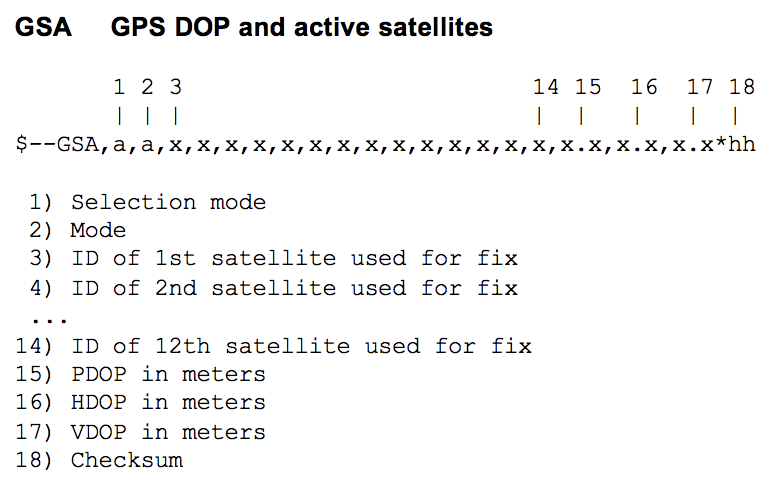 GSA GPS DOP and active satellites
1 2 3 14 15 16 17 18
| | | | | | | |
$--GSA,a,a,x,x,x,x,x,x,x,x,x,x,x,x,x,x,x.x,x.x,x.x*hh
1) Selection mode
2) Mode
3) ID of 1st satellite used for fix
4) ID of 2nd satellite used for fix
...
14) ID of 12th satellite used for fix
15) PDOP in meters
16) HDOP in meters
17) VDOP in meters
18) Checksum